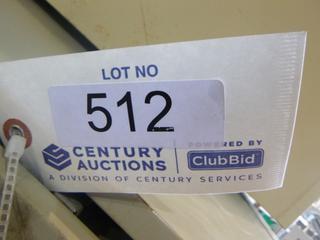 LOT NO
512
CENTURY AUCTIONS
POWERED BY
ClubBid
A DIVISION OF CENTURY SERVICES